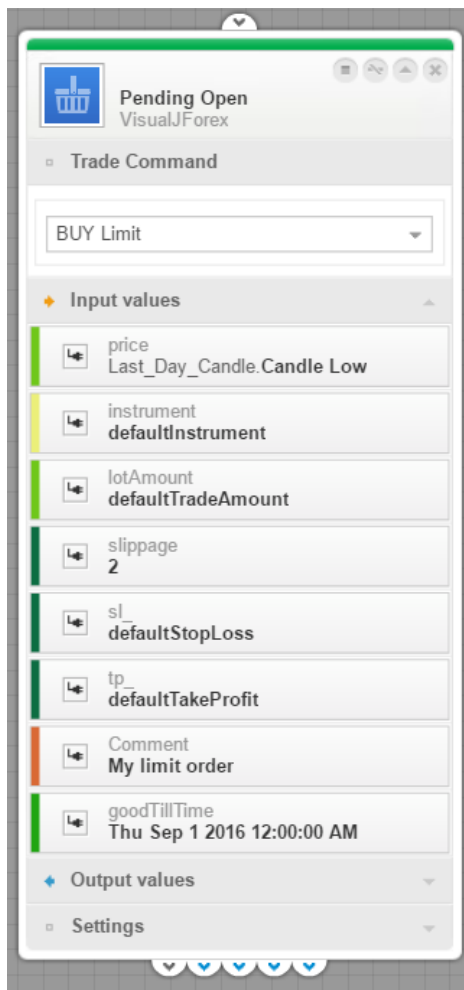 Pending Open
VisualJForex
Trade Command
BUY Limit
Input values
price
Last_Day_Candle.Candle Low
instrument
defaultInstrument
lotAmount
defaultTradeAmount
slippage
2
sl_
defaultStopLoss
tp_
defaultTakeProfit
Comment
My limit order
goodTillTime
Thu Sep 1 2016 12:00:00 AM
Output values
Settings